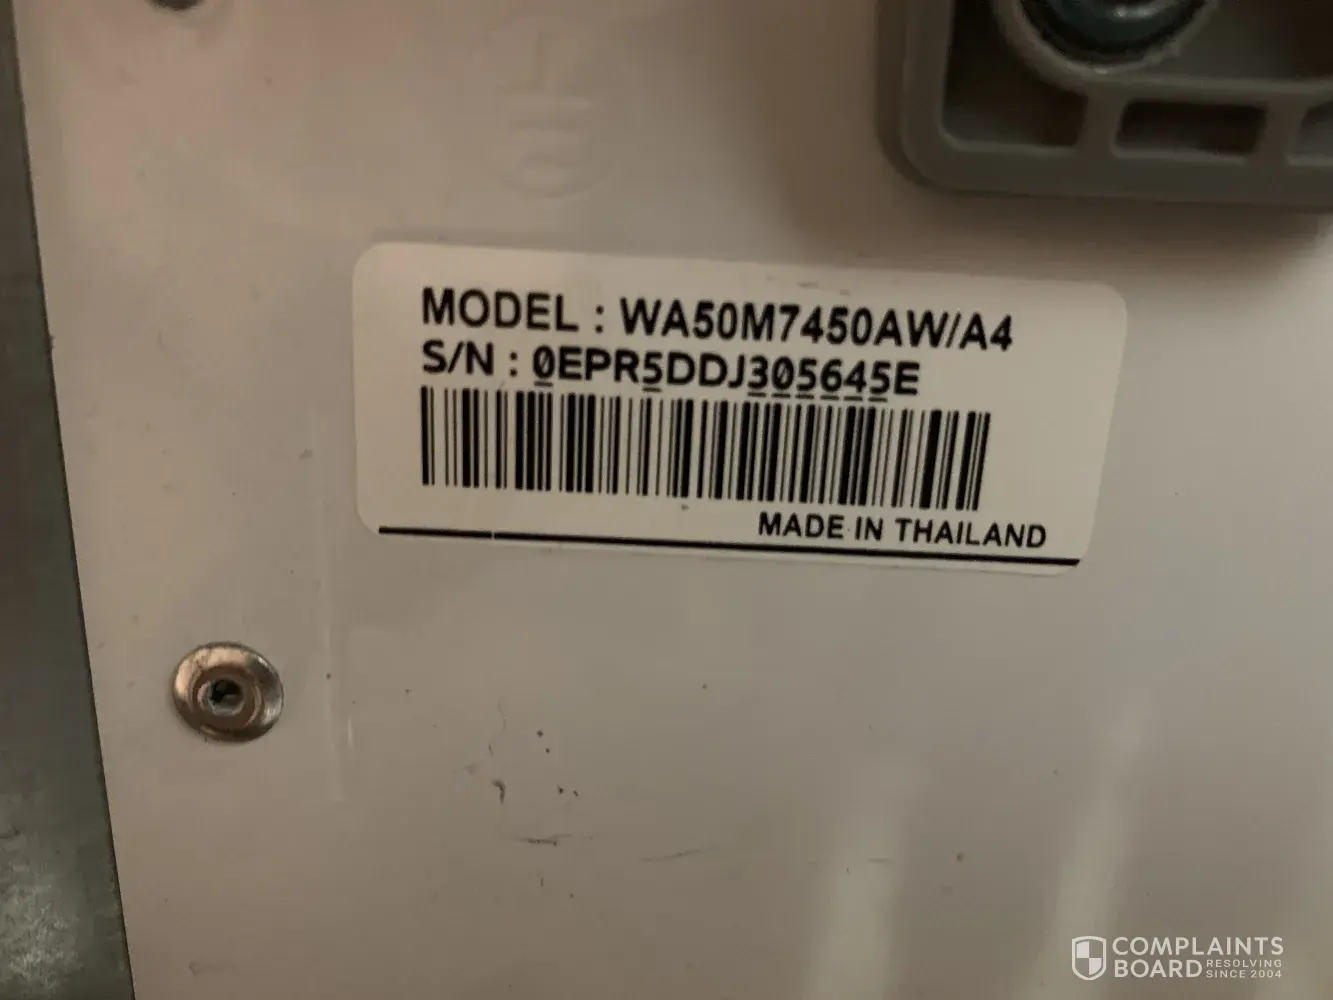 MODEL : WA50M7450AW/A4
S/N : 0EPR5DDJ305645E
MADE IN THAILAND
COMPLAINTS
BOARD RESOLVING
SINCE 2004